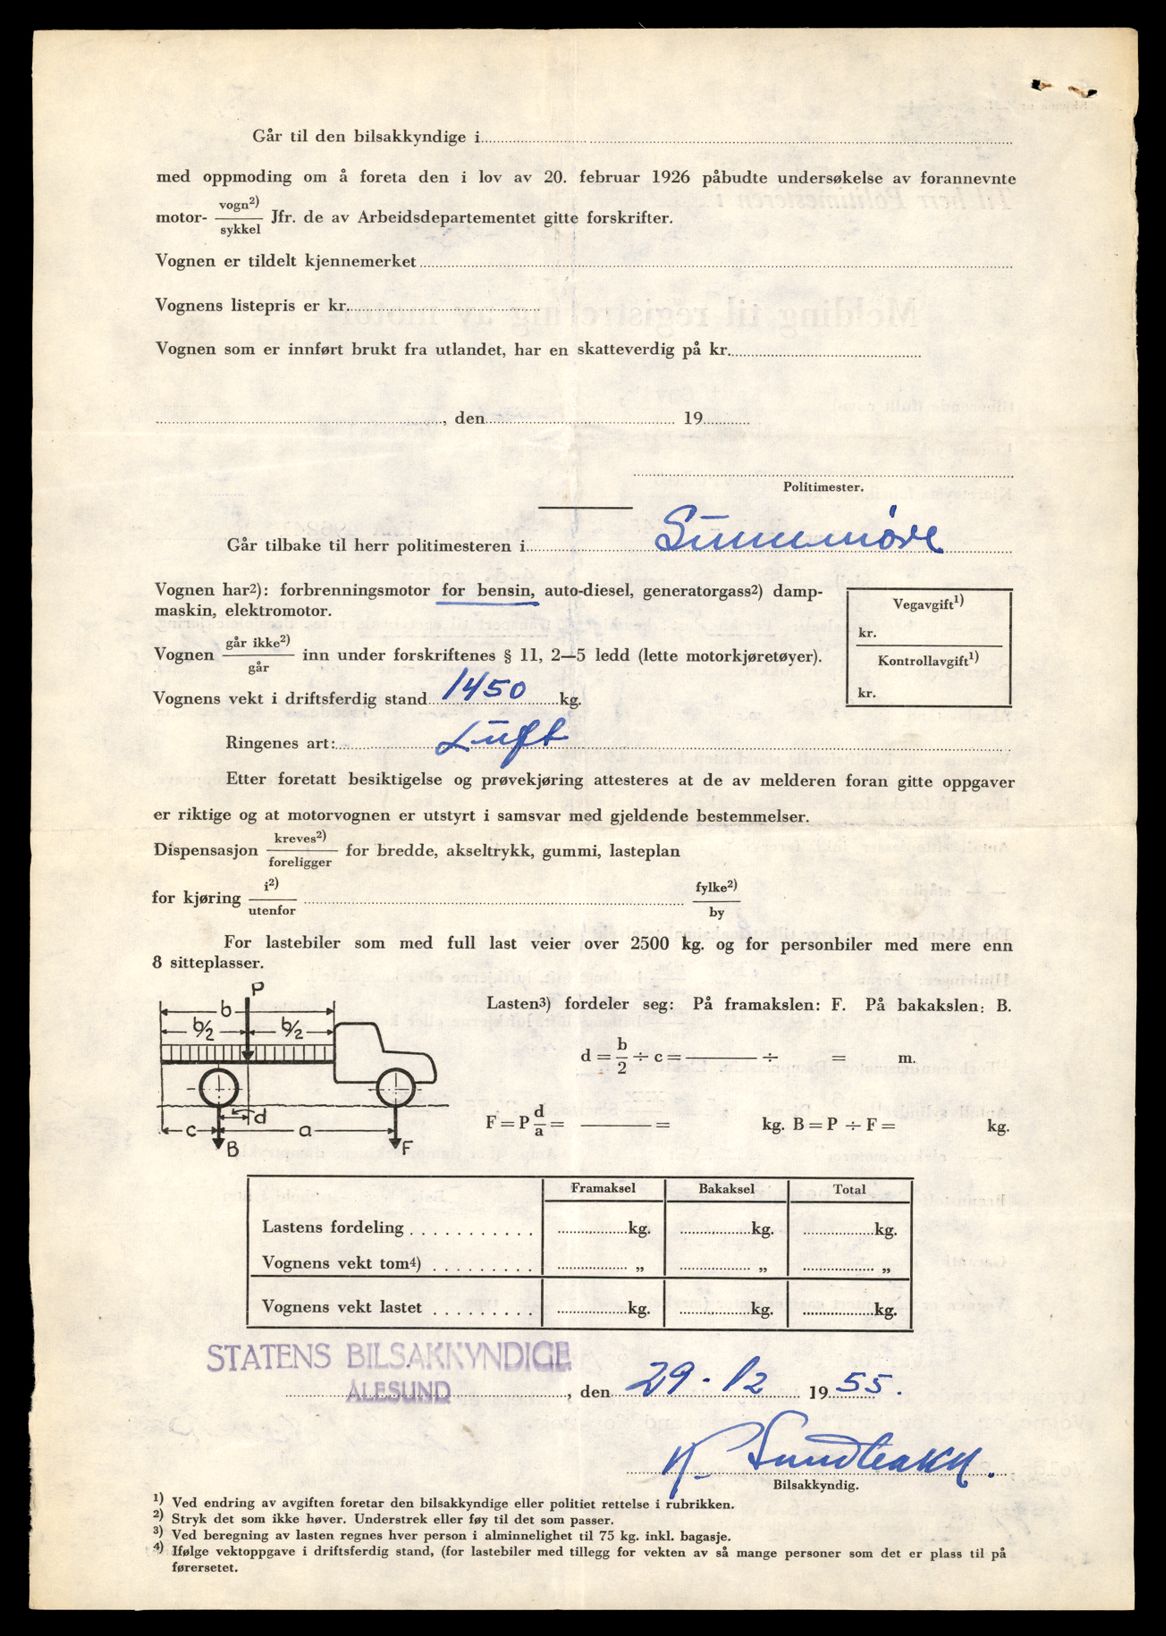 Går til den bilsakkyndige i
med oppmoding om å foreta den i lov av 20. februar 1926 påbudte undersøkelse av forannevnte
motor- vogn2) / sykkel Jfr. de av Arbeidsdepartementet gitte forskrifter.
Vognen er tildelt kjennemerket
Vognens listepris er kr.
Vognen som er innført brukt fra utlandet, har en skatteverdig på kr.
, den 19
Politimester.
Går tilbake til herr politimesteren i Sunnmøre
Vognen har2): forbrenningsmotor for bensin, auto-diesel, generatorgass2) damp-
maskin, elektromotor.
Vegavgift1)
kr.
Kontrollavgift1)
kr.
Vognen går ikke2) / går inn under forskriftenes § 11, 2—5 ledd (lette motorkjøretøyer).
Vognens vekt i driftsferdig stand 1450 kg.
Ringenes art: Luft
Etter foretatt besiktigelse og prøvekjøring attesteres at de av melderen foran gitte oppgaver
er riktige og at motorvognen er utstyrt i samsvar med gjeldende bestemmelser.
Dispensasjon kreves2) / foreligger for bredde, akseltrykk, gummi, lasteplan
for kjøring i2) / utenfor fylke2) / by
For lastebiler som med full last veier over 2500 kg. og for personbiler med mere enn
8 sitteplasser.
P
b
b/2 b/2
d
c a
B F
Lasten3) fordeler seg: På framakslen: F. På bakakslen: B.
d = b/2 ÷ c = ——— ÷ = m.
F = P d/a = ——— = kg. B = P ÷ F = kg.
Framaksel Bakaksel Total
Lastens fordeling kg. kg. kg.
Vognens vekt tom4) „ „ „
Vognens vekt lastet kg. kg. kg.
STATENS BILSAKKYNDIGE
ÅLESUND , den 29-12 1955.
K. Sundbakk.
Bilsakkyndig.
1) Ved endring av avgiften foretar den bilsakkyndige eller politiet rettelse i rubrikken.
2) Stryk det som ikke høver. Understrek eller føy til det som passer.
3) Ved beregning av lasten regnes hver person i alminnelighet til 75 kg. inkl. bagasje.
4) Ifølge vektoppgave i driftsferdig stand, (for lastebiler med tillegg for vekten av så mange personer som det er plass til på
førersetet.